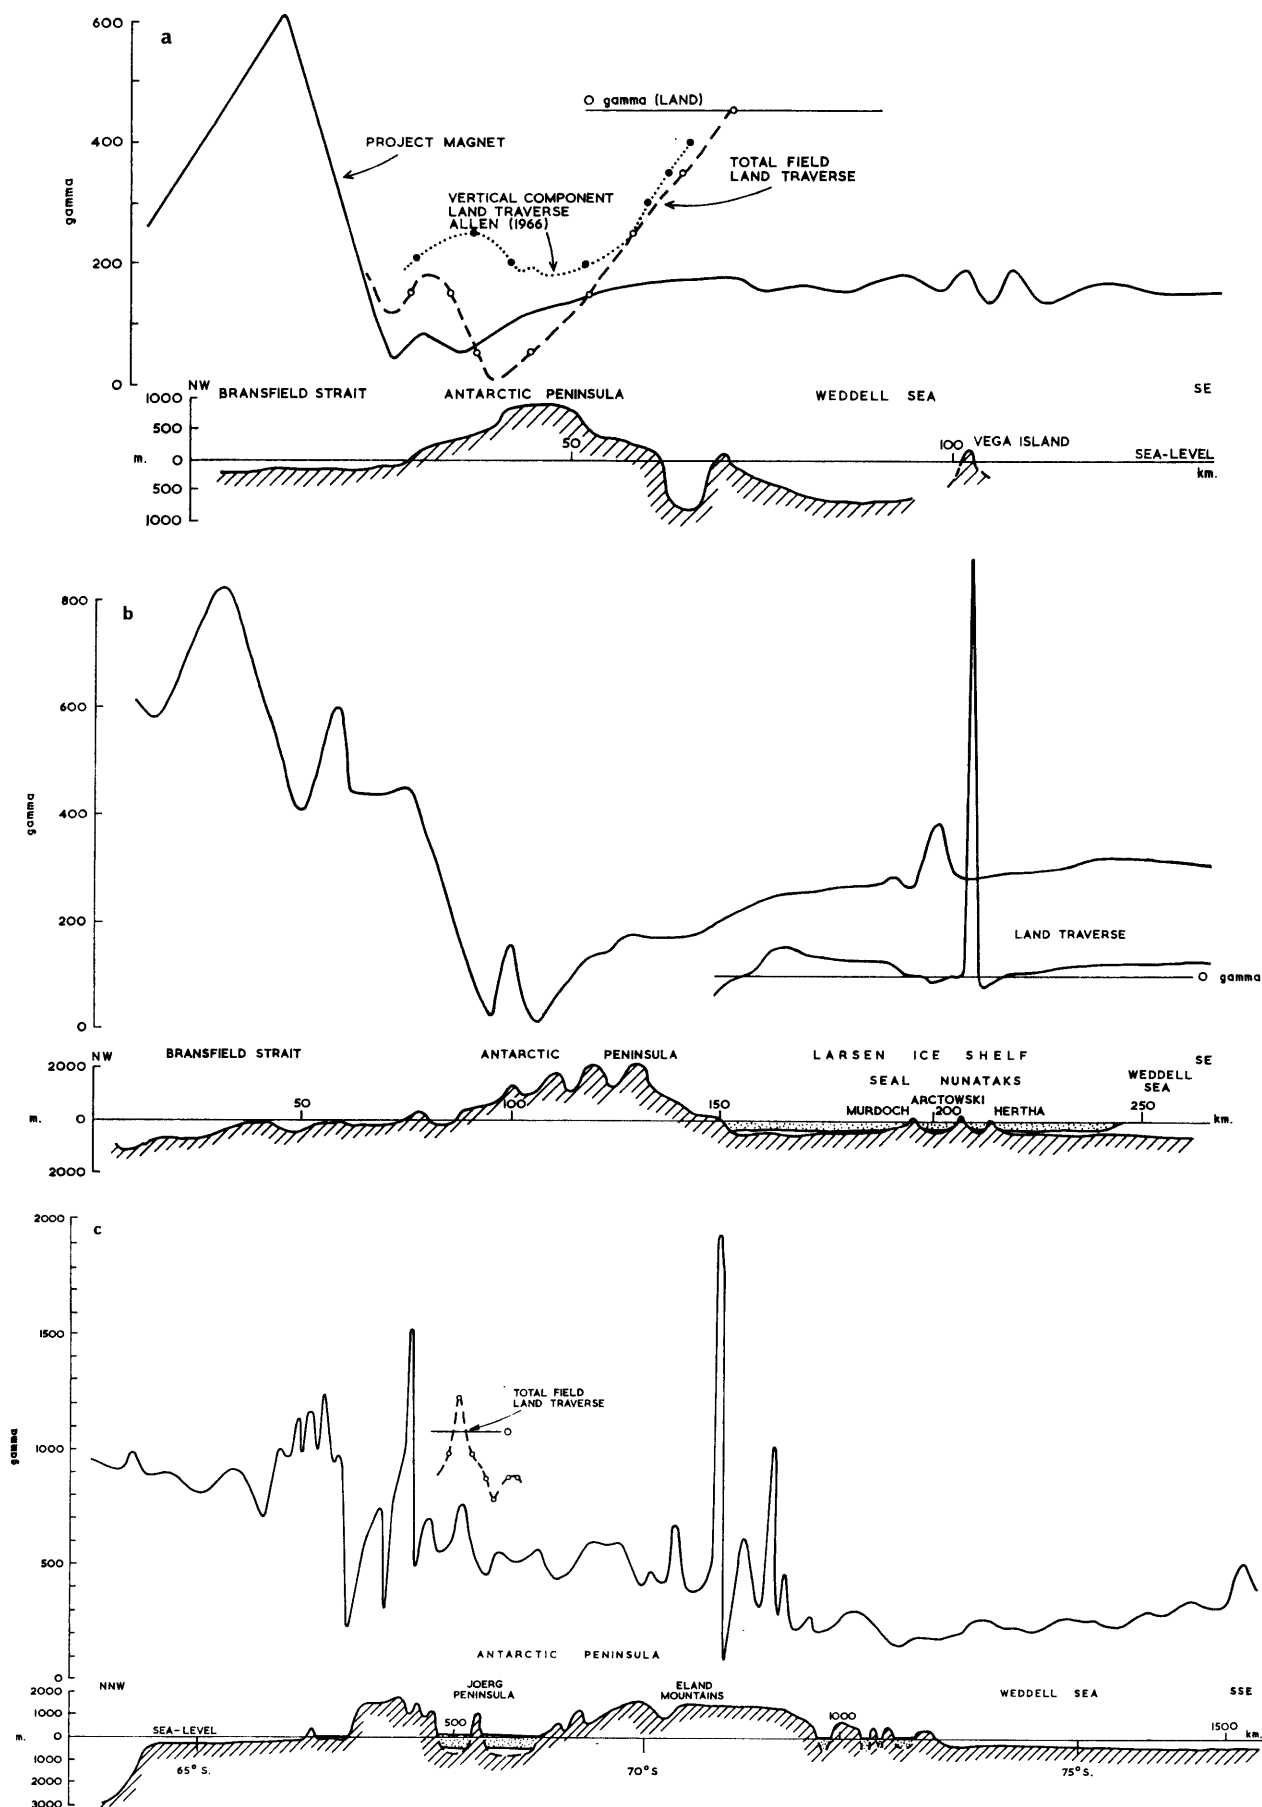 600
a
O gamma (LAND)
400
PROJECT MAGNET
TOTAL FIELD
LAND TRAVERSE
gamma
VERTICAL COMPONENT
LAND TRAVERSE
ALLEN (1966)
200
0
NW
BRANSFIELD STRAIT
ANTARCTIC PENINSULA
WEDDELL SEA
SE
1000
500
m. 0
500
1000
50
100
VEGA ISLAND
SEA-LEVEL
km.
800
b
600
gamma
400
200
0
LAND TRAVERSE
O gamma
NW
BRANSFIELD STRAIT
ANTARCTIC PENINSULA
LARSEN ICE SHELF
SE
SEAL NUNATAKS
WEDDELL
SEA
ARCTOWSKI
MURDOCH
HERTHA
2000
m. 0
2000
50
100
150
200
250
km.
2000
c
1500
gamma
1000
500
0
TOTAL FIELD
LAND TRAVERSE
O
ANTARCTIC PENINSULA
NNW
JOERG
PENINSULA
ELAND
MOUNTAINS
WEDDELL SEA
SSE
2000
1000
m. 0
1000
2000
3000
SEA-LEVEL
500
1000
1500
km.
65°S.
70°S
75°S.